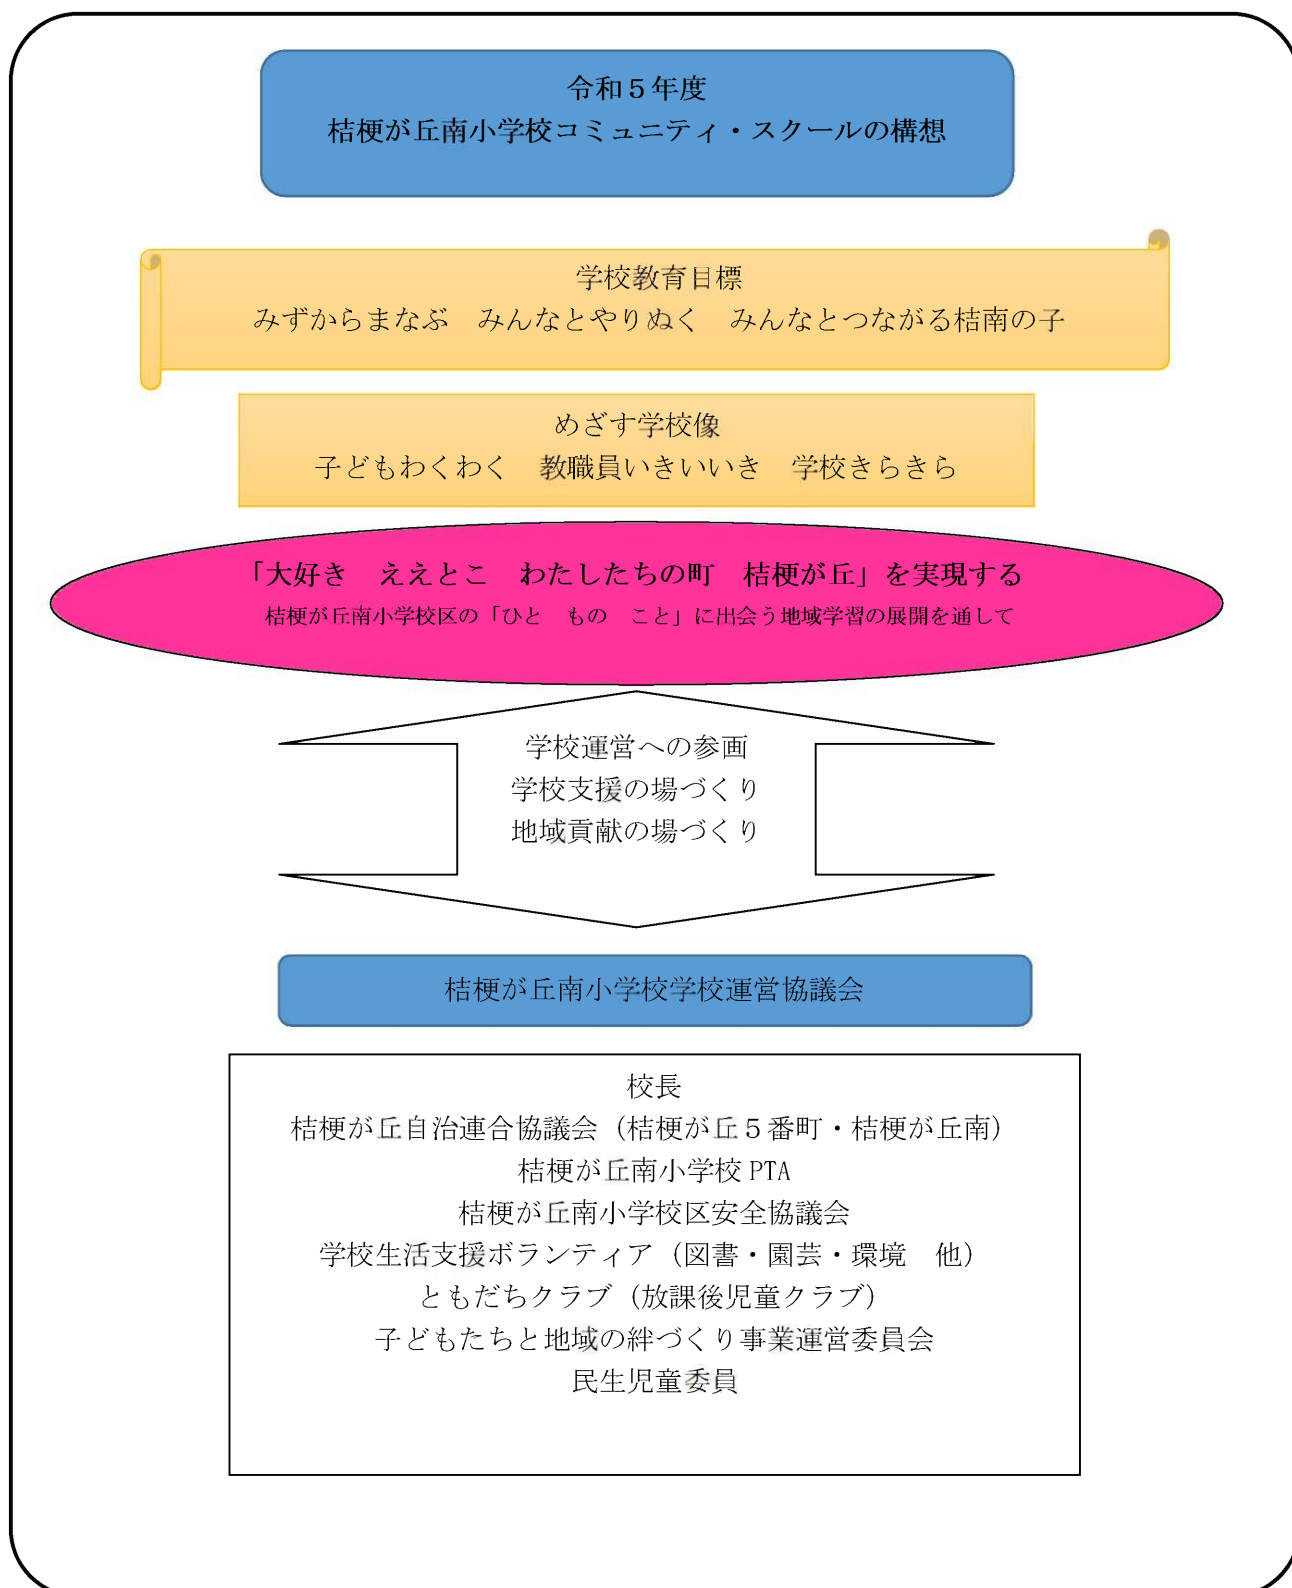 令和５年度
桔梗が丘南小学校コミュニティ・スクールの構想
学校教育目標
みずからまなぶ　みんなとやりぬく　みんなとつながる桔南の子
めざす学校像
子どもわくわく　教職員いきいいき　学校きらきら
「大好き　ええとこ　わたしたちの町　桔梗が丘」を実現する
桔梗が丘南小学校区の「ひと　もの　こと」に出会う地域学習の展開を通して
学校運営への参画
学校支援の場づくり
地域貢献の場づくり
桔梗が丘南小学校学校運営協議会
校長
桔梗が丘自治連合協議会（桔梗が丘５番町・桔梗が丘南）
桔梗が丘南小学校 PTA
桔梗が丘南小学校区安全協議会
学校生活支援ボランティア（図書・園芸・環境　他）
ともだちクラブ（放課後児童クラブ）
子どもたちと地域の絆づくり事業運営委員会
民生児童委員